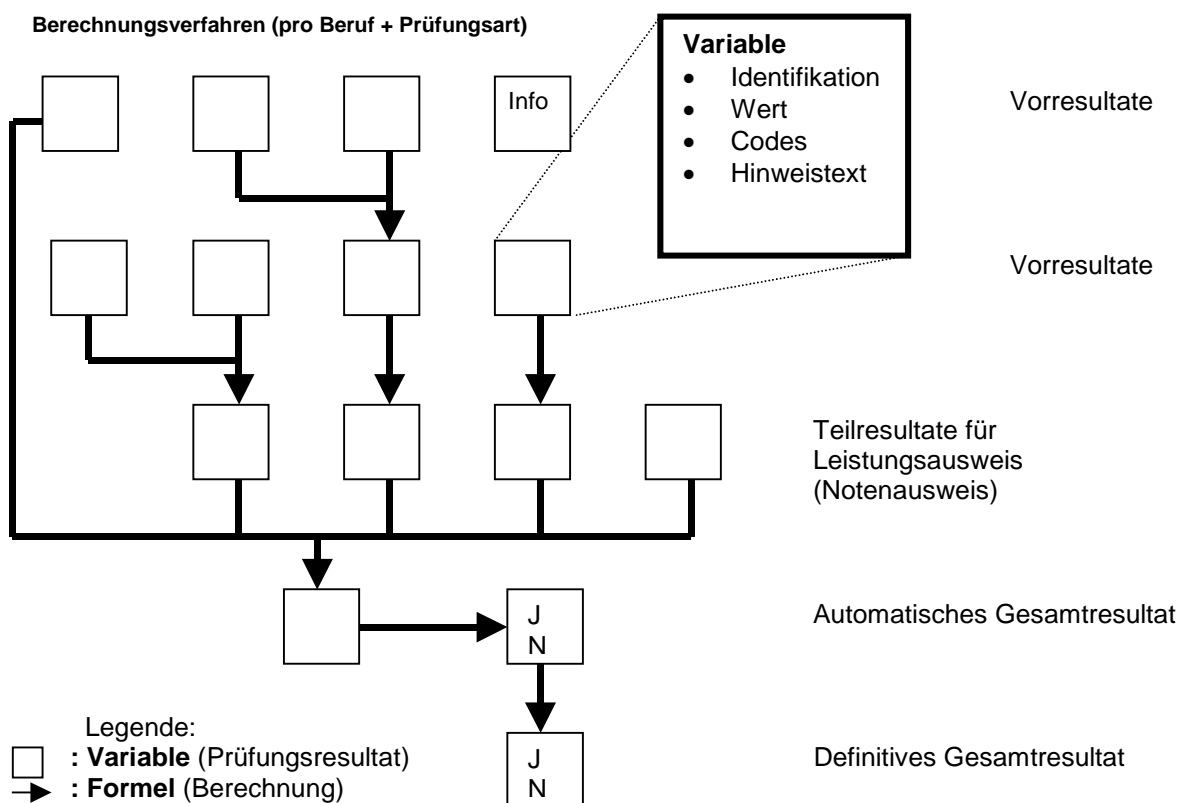 Berechnungsverfahren (pro Beruf + Prüfungsart)
Variable
• Identifikation
• Wert
• Codes
• Hinweistext
Info
Vorresultate
Vorresultate
Teilresultate für
Leistungsausweis
(Notenausweis)
J
N
Automatisches Gesamtresultat
Legende:
: Variable (Prüfungsresultat)
: Formel (Berechnung)
J
N
Definitives Gesamtresultat